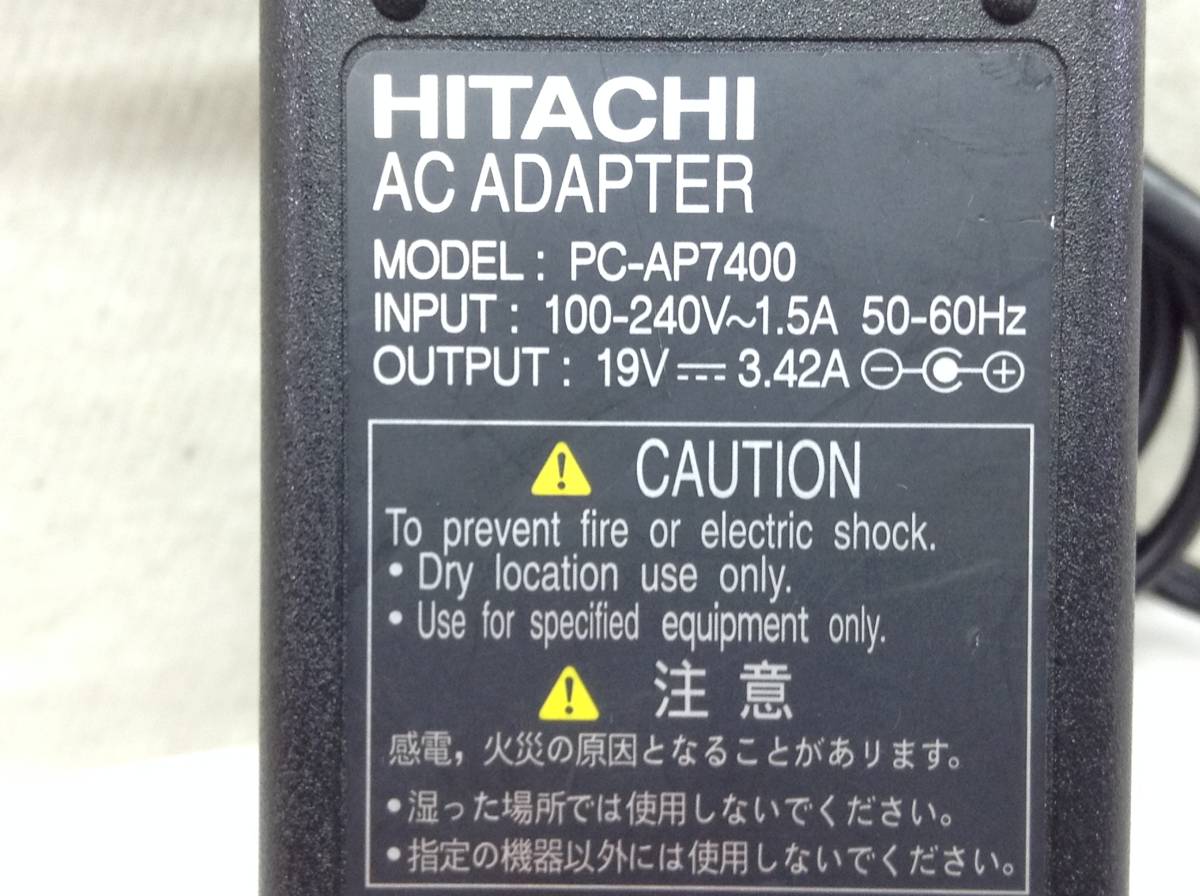 HITACHI
AC ADAPTER
MODEL : PC-AP7400
INPUT : 100-240V~1.5A 50-60Hz
OUTPUT : 19V⎓3.42A
CAUTION
To prevent fire or electric shock.
• Dry location use only.
• Use for specified equipment only.
注意
感電，火災の原因となることがあります。
•湿った場所では使用しないでください。
•指定の機器以外には使用しないでください。